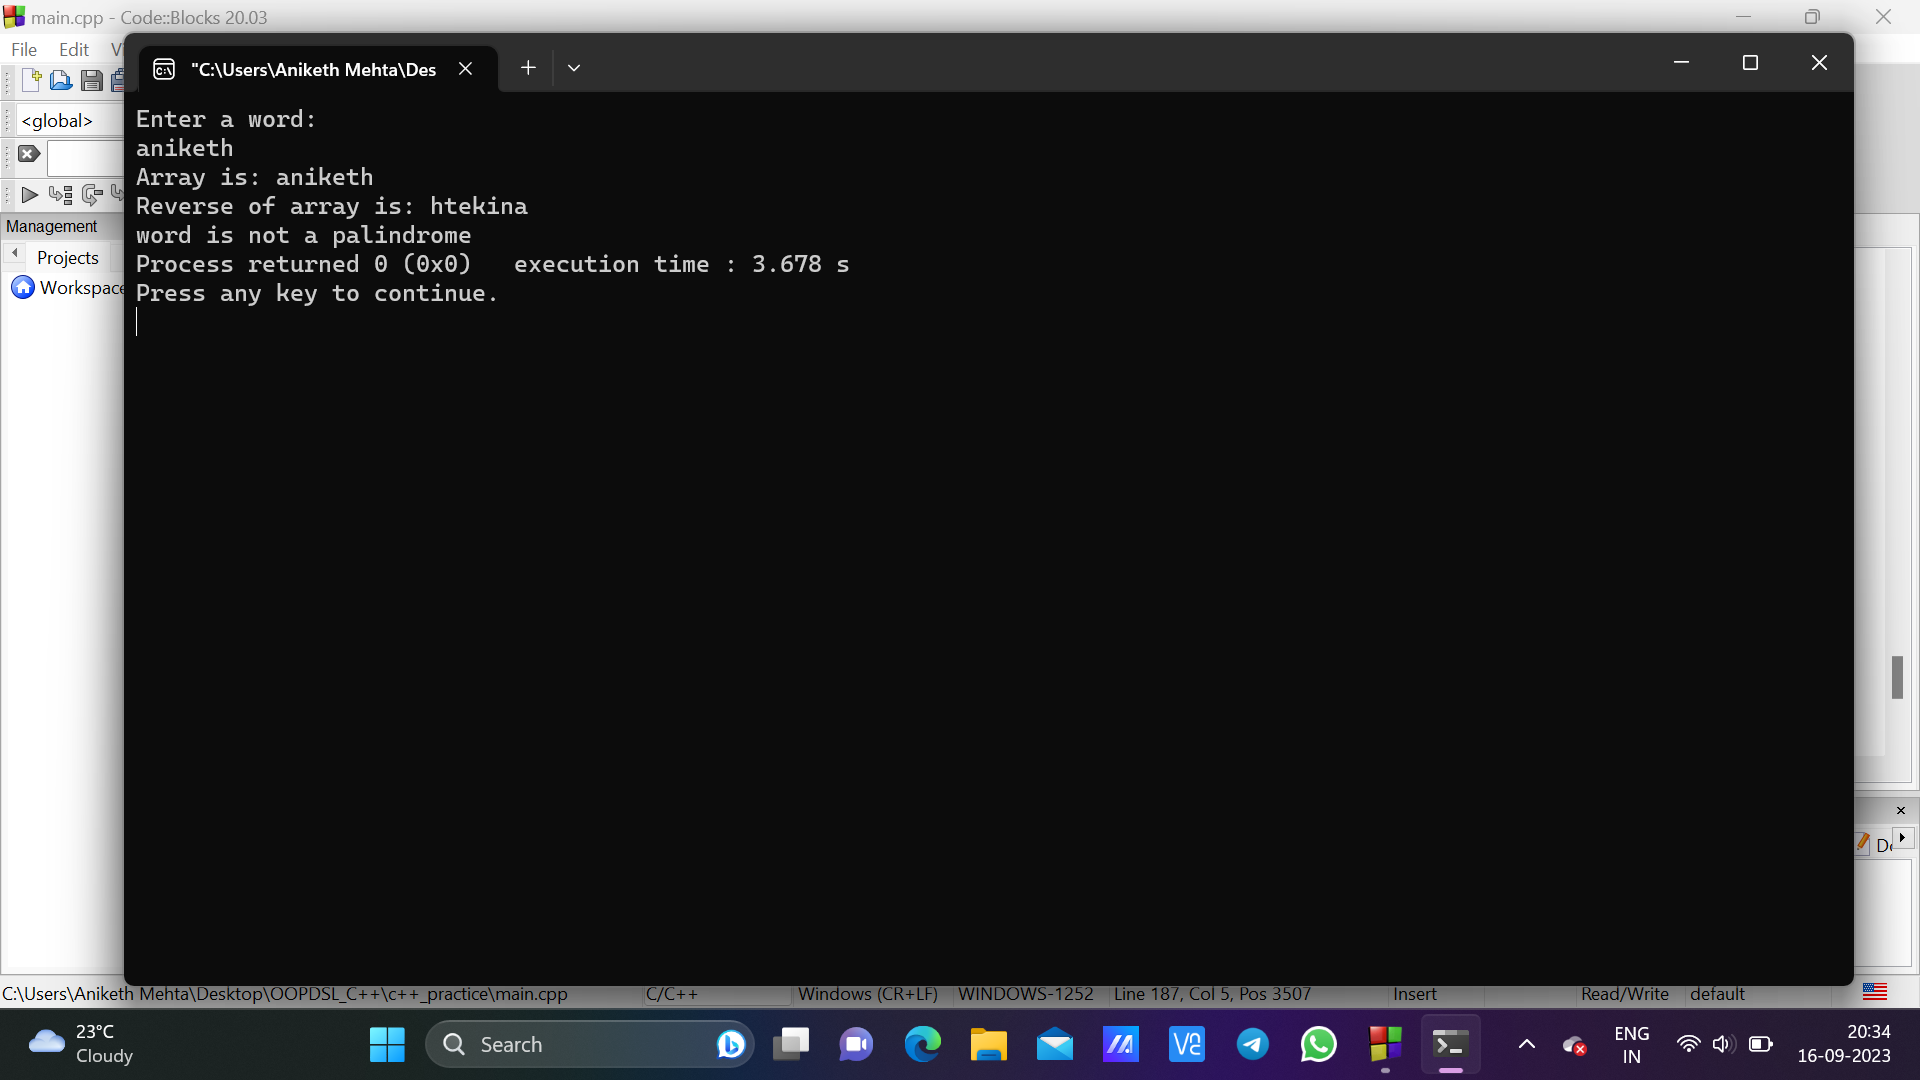 main.cpp - Code::Blocks 20.03
File Edit
"C:\Users\Aniketh Mehta\Des
<global>
Enter a word:
aniketh
Array is: aniketh
Reverse of array is: htekina
word is not a palindrome
Process returned 0 (0x0)   execution time : 3.678 s
Press any key to continue.
Management
Projects
Workspace
C:\Users\Aniketh Mehta\Desktop\OOPDSL_C++\c++_practice\main.cpp C/C++ Windows (CR+LF) WINDOWS-1252 Line 187, Col 5, Pos 3507 Insert Read/Write default
23°C
Cloudy
Search
ENG
IN
20:34
16-09-2023